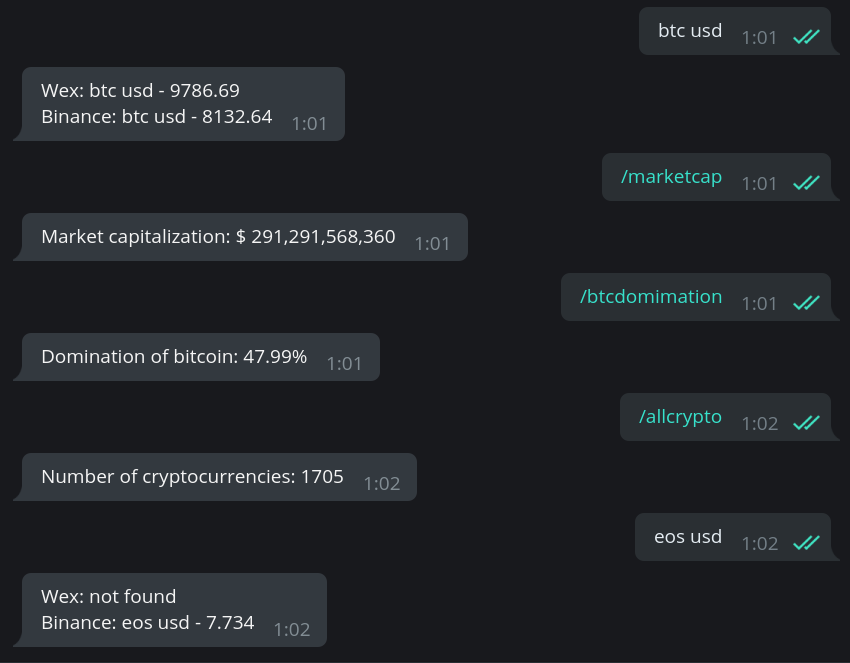 btc usd 1:01
Wex: btc usd - 9786.69
Binance: btc usd - 8132.64 1:01
/marketcap 1:01
Market capitalization: $ 291,291,568,360 1:01
/btcdomimation 1:01
Domination of bitcoin: 47.99% 1:01
/allcrypto 1:02
Number of cryptocurrencies: 1705 1:02
eos usd 1:02
Wex: not found
Binance: eos usd - 7.734 1:02